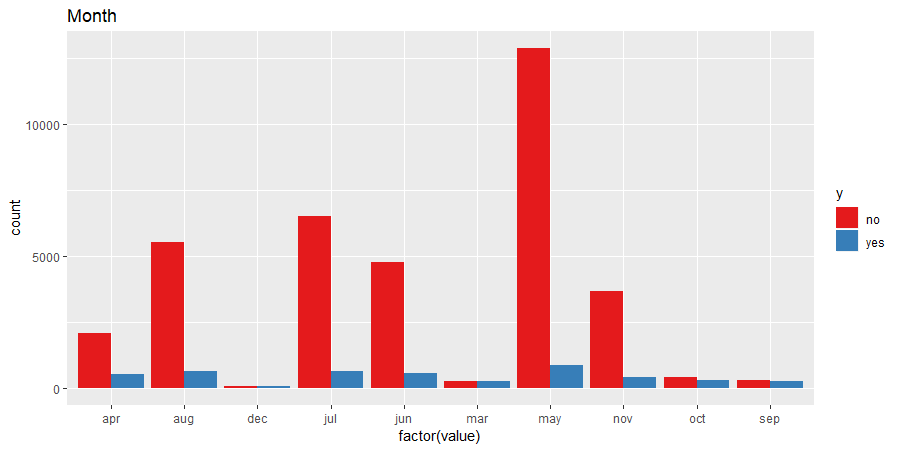 Month
count
10000
5000
0
apr aug dec jul jun mar may nov oct sep
factor(value)
y
no
yes